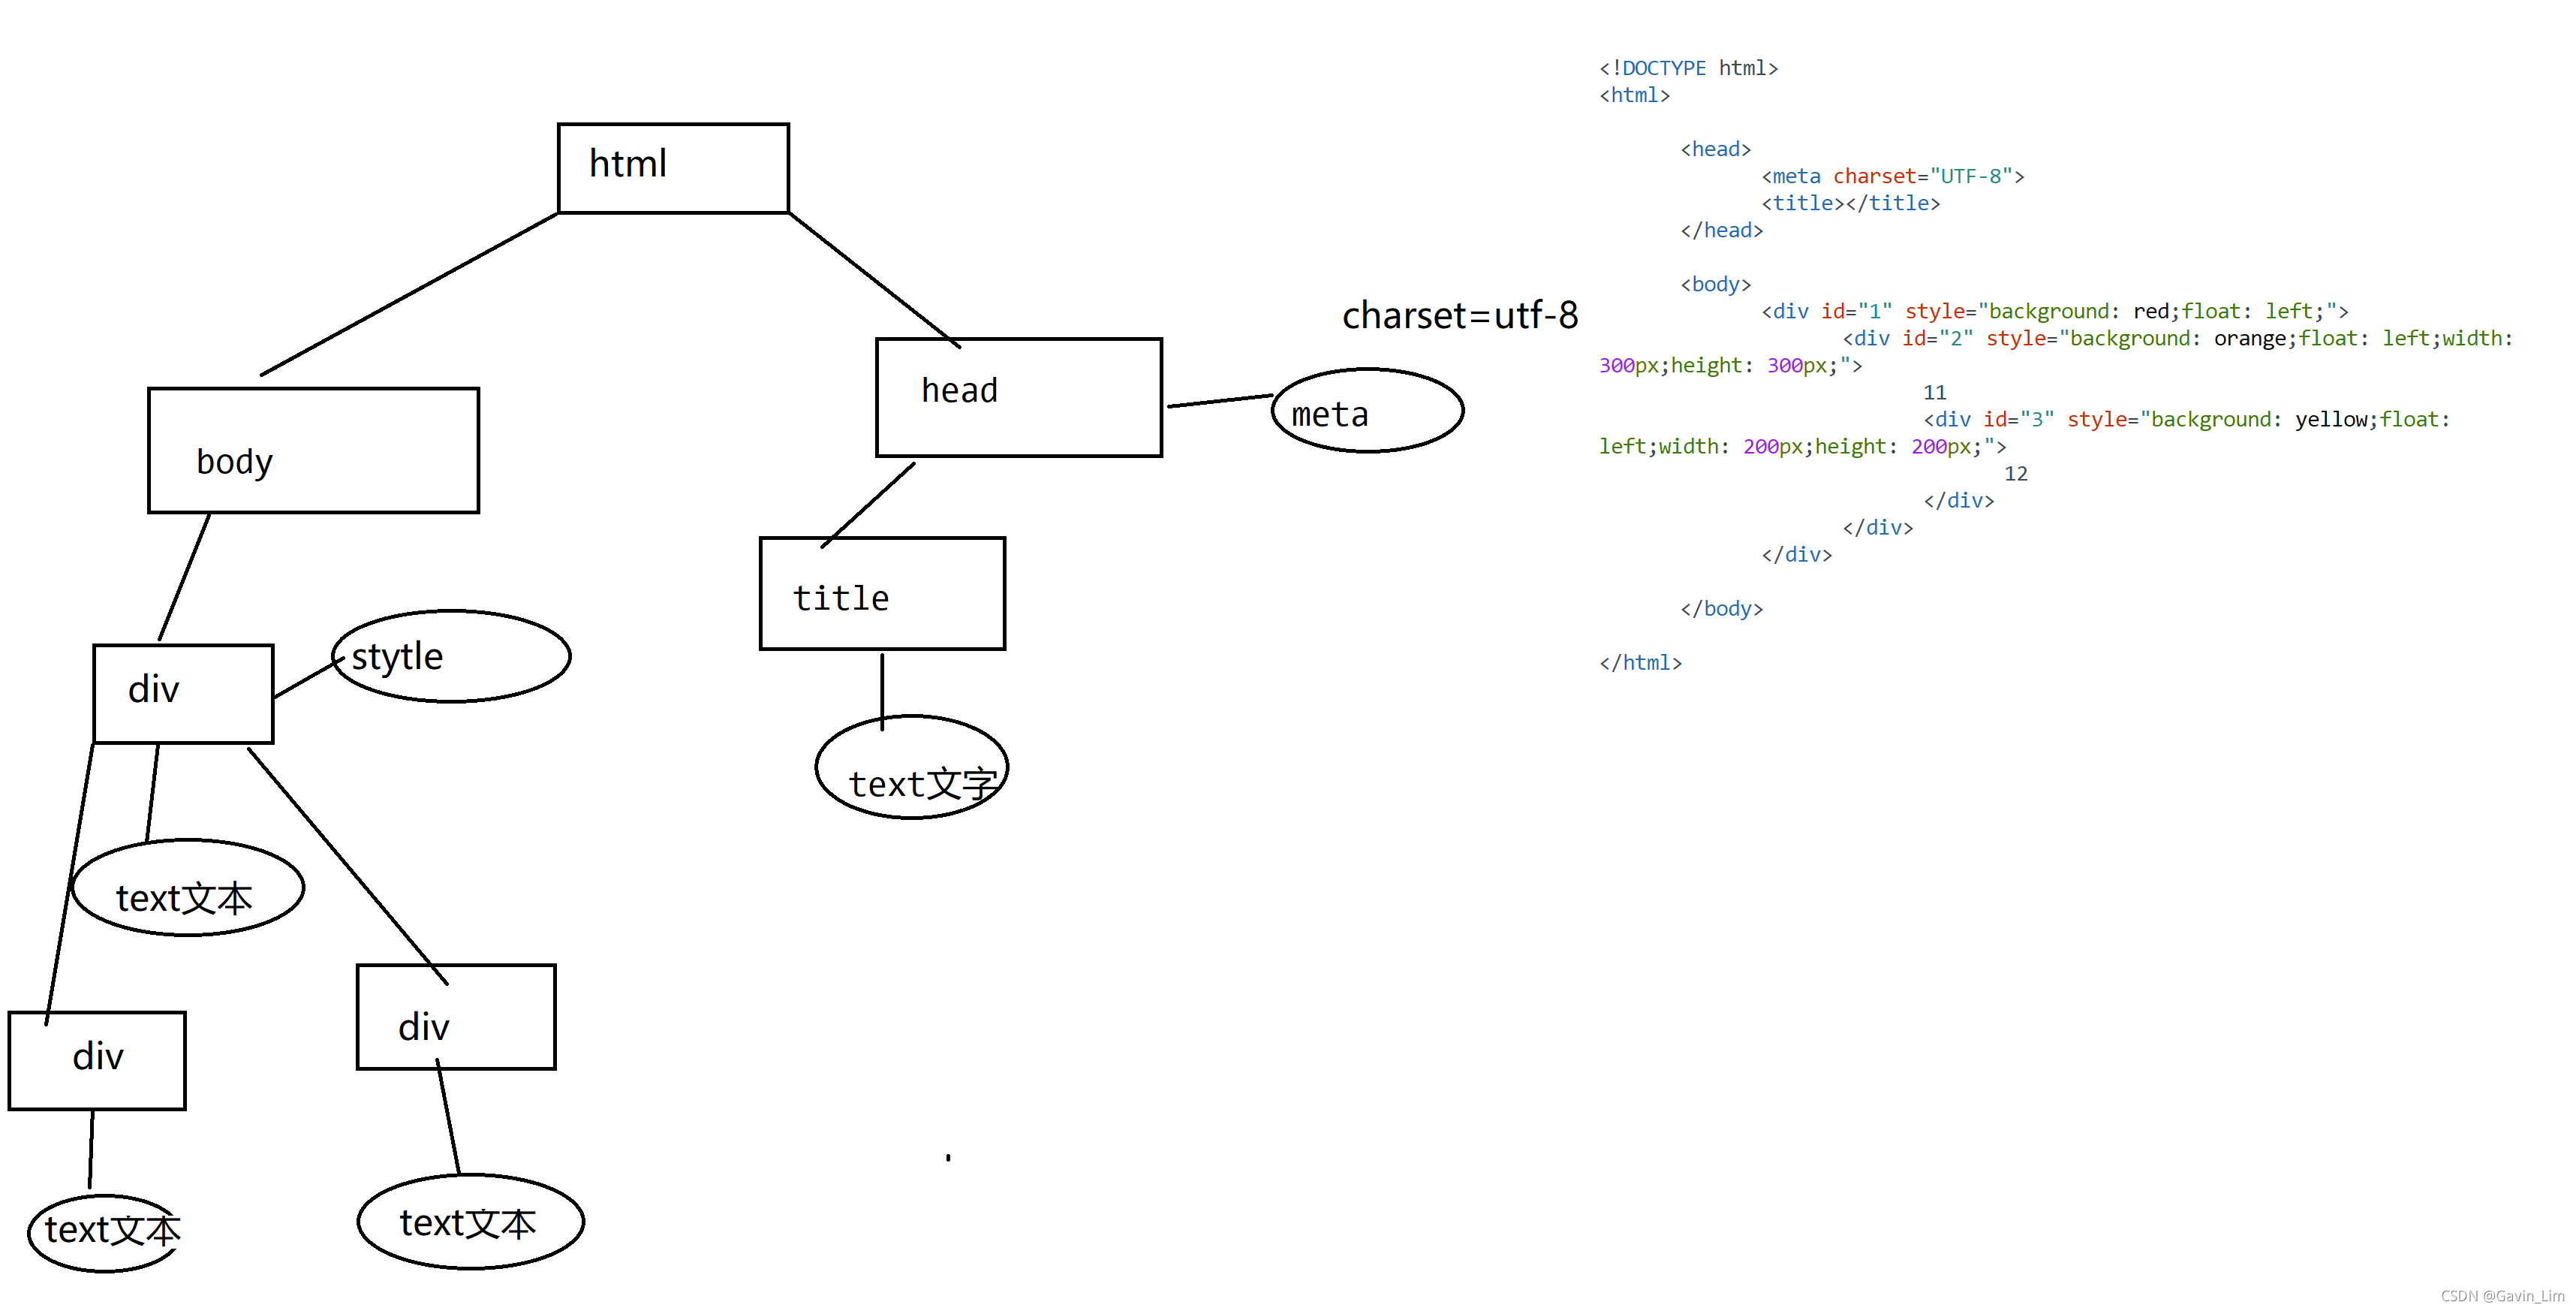 html
body
head
charset=utf-8
meta
title
text文字
div
stytle
text文本
div
div
text文本
text文本
<!DOCTYPE html>
<html>
<head>
<meta charset="UTF-8">
<title></title>
</head>
<body>
<div id="1" style="background: red;float: left;">
<div id="2" style="background: orange;float: left;width:
300px;height: 300px;">
11
<div id="3" style="background: yellow;float:
left;width: 200px;height: 200px;">
12
</div>
</div>
</div>
</body>
</html>
CSDN @Gavin_Lim